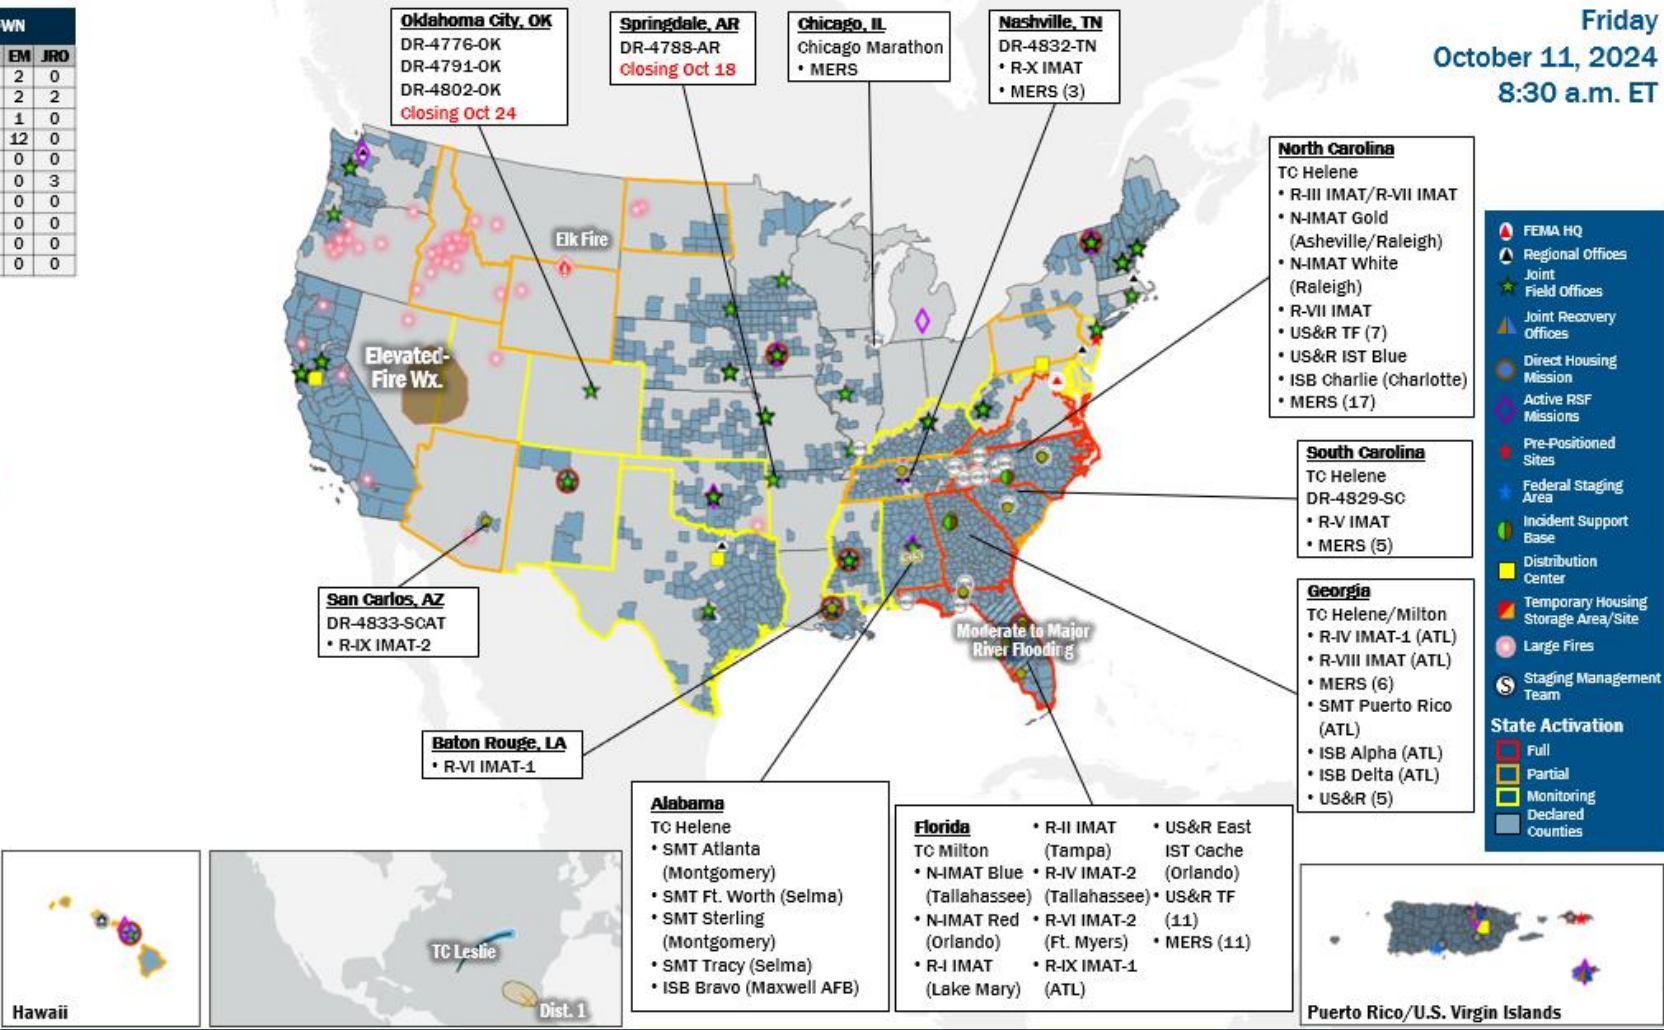 WN
EM JRO
2 0
2 2
1 0
12 0
0 0
0 3
0 0
0 0
0 0
0 0
Friday
October 11, 2024
8:30 a.m. ET
Oklahoma City, OK
DR-4776-OK
DR-4791-OK
DR-4802-OK
Closing Oct 24
Springdale, AR
DR-4788-AR
Closing Oct 18
Chicago, IL
Chicago Marathon
• MERS
Nashville, TN
DR-4832-TN
• R-X IMAT
• MERS (3)
North Carolina
TC Helene
• R-III IMAT/R-VII IMAT
• N-IMAT Gold
(Asheville/Raleigh)
• N-IMAT White
(Raleigh)
• R-VII IMAT
• US&R TF (7)
• US&R IST Blue
• ISB Charlie (Charlotte)
• MERS (17)
South Carolina
TC Helene
DR-4829-SC
• R-V IMAT
• MERS (5)
Georgia
TC Helene/Milton
• R-IV IMAT-1 (ATL)
• R-VIII IMAT (ATL)
• MERS (6)
• SMT Puerto Rico
(ATL)
• ISB Alpha (ATL)
• ISB Delta (ATL)
• US&R (5)
Elk Fire
Elevated-
Fire Wx.
Moderate to Major
River Flooding
San Carlos, AZ
DR-4833-SCAT
• R-IX IMAT-2
Baton Rouge, LA
• R-VI IMAT-1
Alabama
TC Helene
• SMT Atlanta
(Montgomery)
• SMT Ft. Worth (Selma)
• SMT Sterling
(Montgomery)
• SMT Tracy (Selma)
• ISB Bravo (Maxwell AFB)
Florida
TC Milton
• N-IMAT Blue
(Tallahassee)
• N-IMAT Red
(Orlando)
• R-I IMAT
(Lake Mary)
• R-II IMAT
(Tampa)
• R-IV IMAT-2
(Tallahassee)
• R-VI IMAT-2
(Ft. Myers)
• R-IX IMAT-1
(ATL)
• US&R East
IST Cache
(Orlando)
• US&R TF
(11)
• MERS (11)
FEMA HQ
Regional Offices
Joint
Field Offices
Joint Recovery
Offices
Direct Housing
Mission
Active RSF
Missions
Pre-Positioned
Sites
Federal Staging
Area
Incident Support
Base
Distribution
Center
Temporary Housing
Storage Area/Site
Large Fires
S
Staging Management
Team
State Activation
Full
Partial
Monitoring
Declared
Counties
Hawaii
TC Leslie
Dist. 1
Puerto Rico/U.S. Virgin Islands